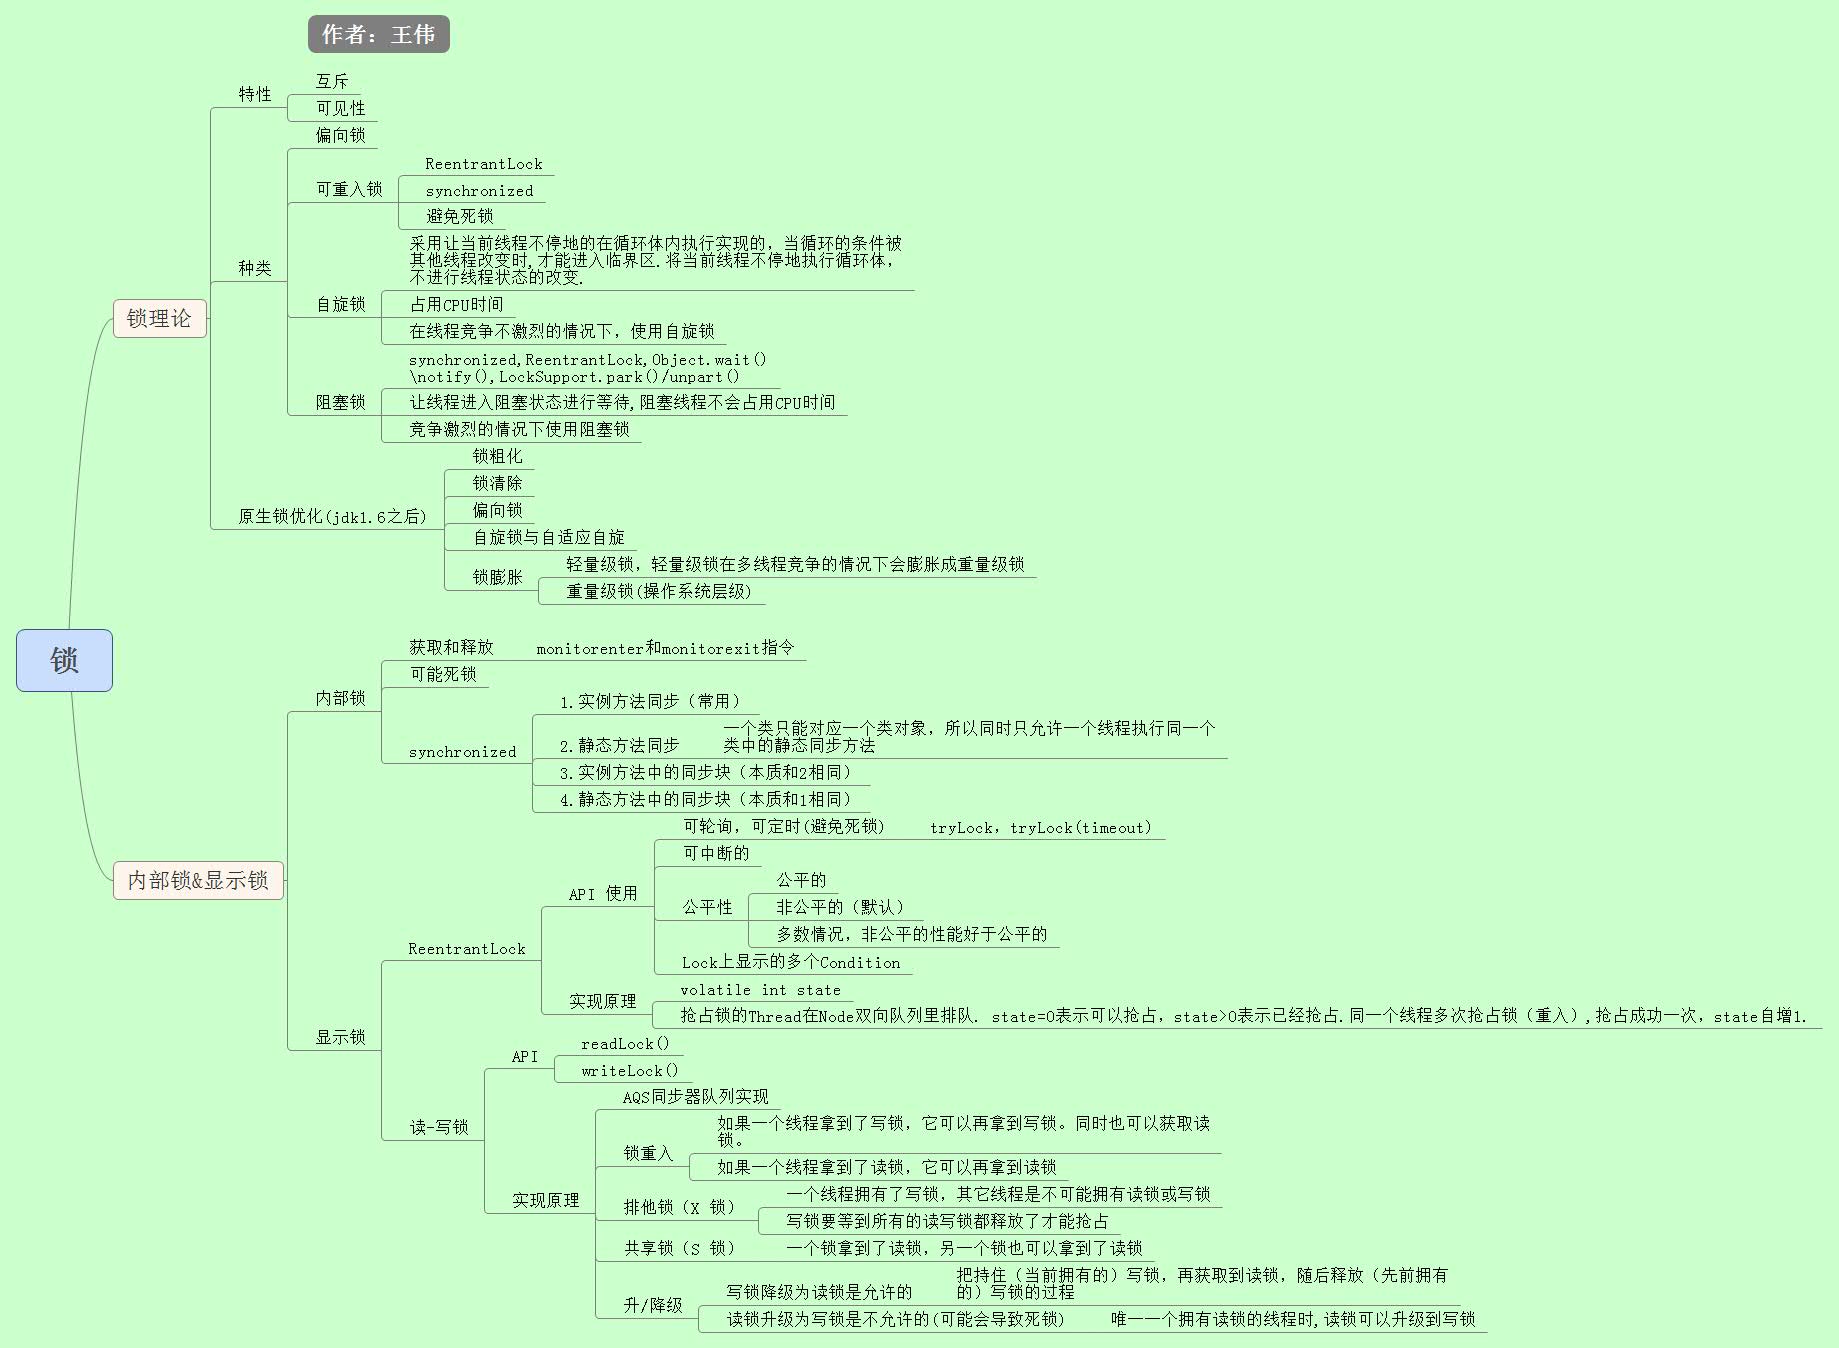 作者：王伟
锁
锁理论
特性
互斥
可见性
种类
偏向锁
可重入锁
ReentrantLock
synchronized
避免死锁
自旋锁
采用让当前线程不停地的在循环体内执行实现的，当循环的条件被
其他线程改变时,才能进入临界区.将当前线程不停地执行循环体，
不进行线程状态的改变.
占用CPU时间
在线程竞争不激烈的情况下，使用自旋锁
阻塞锁
synchronized,ReentrantLock,Object.wait()
\notify(),LockSupport.park()/unpart()
让线程进入阻塞状态进行等待,阻塞线程不会占用CPU时间
竞争激烈的情况下使用阻塞锁
原生锁优化(jdk1.6之后)
锁粗化
锁清除
偏向锁
自旋锁与自适应自旋
锁膨胀
轻量级锁，轻量级锁在多线程竞争的情况下会膨胀成重量级锁
重量级锁(操作系统层级)
内部锁&显示锁
内部锁
获取和释放
monitorenter和monitorexit指令
可能死锁
synchronized
1.实例方法同步（常用）
2.静态方法同步
一个类只能对应一个类对象，所以同时只允许一个线程执行同一个
类中的静态同步方法
3.实例方法中的同步块（本质和2相同）
4.静态方法中的同步块（本质和1相同）
显示锁
ReentrantLock
API 使用
可轮询，可定时(避免死锁)
tryLock，tryLock(timeout)
可中断的
公平性
公平的
非公平的（默认）
多数情况，非公平的性能好于公平的
Lock上显示的多个Condition
实现原理
volatile int state
抢占锁的Thread在Node双向队列里排队. state=0表示可以抢占，state>0表示已经抢占.同一个线程多次抢占锁（重入）,抢占成功一次，state自增1.
读-写锁
API
readLock()
writeLock()
实现原理
AQS同步器队列实现
锁重入
如果一个线程拿到了写锁，它可以再拿到写锁。同时也可以获取读
锁。
如果一个线程拿到了读锁，它可以再拿到读锁
排他锁（X 锁）
一个线程拥有了写锁，其它线程是不可能拥有读锁或写锁
写锁要等到所有的读写锁都释放了才能抢占
共享锁（S 锁）
一个锁拿到了读锁，另一个锁也可以拿到了读锁
升/降级
写锁降级为读锁是允许的
把持住（当前拥有的）写锁，再获取到读锁，随后释放（先前拥有
的）写锁的过程
读锁升级为写锁是不允许的(可能会导致死锁)
唯一一个拥有读锁的线程时,读锁可以升级到写锁